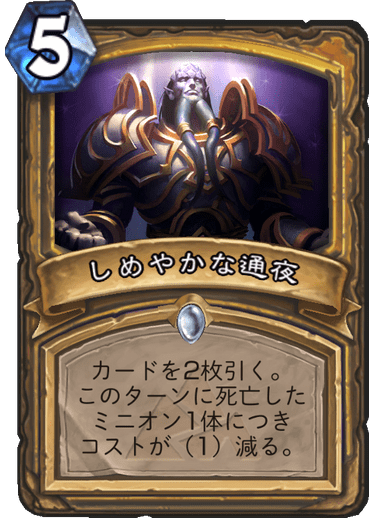 5
しめやかな通夜
カードを2枚引く。
このターンに死亡した
ミニオン1体につき
コストが（1）減る。